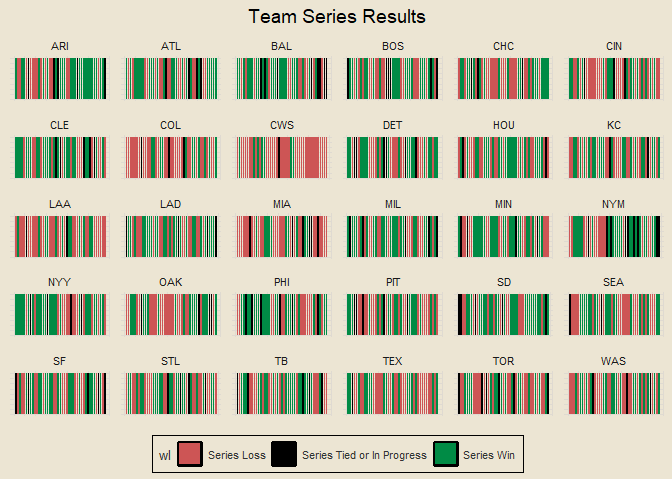 Team Series Results
ARI ATL BAL BOS CHC CIN
CLE COL CWS DET HOU KC
LAA LAD MIA MIL MIN NYM
NYY OAK PHI PIT SD SEA
SF STL TB TEX TOR WAS
wl Series Loss Series Tied or In Progress Series Win